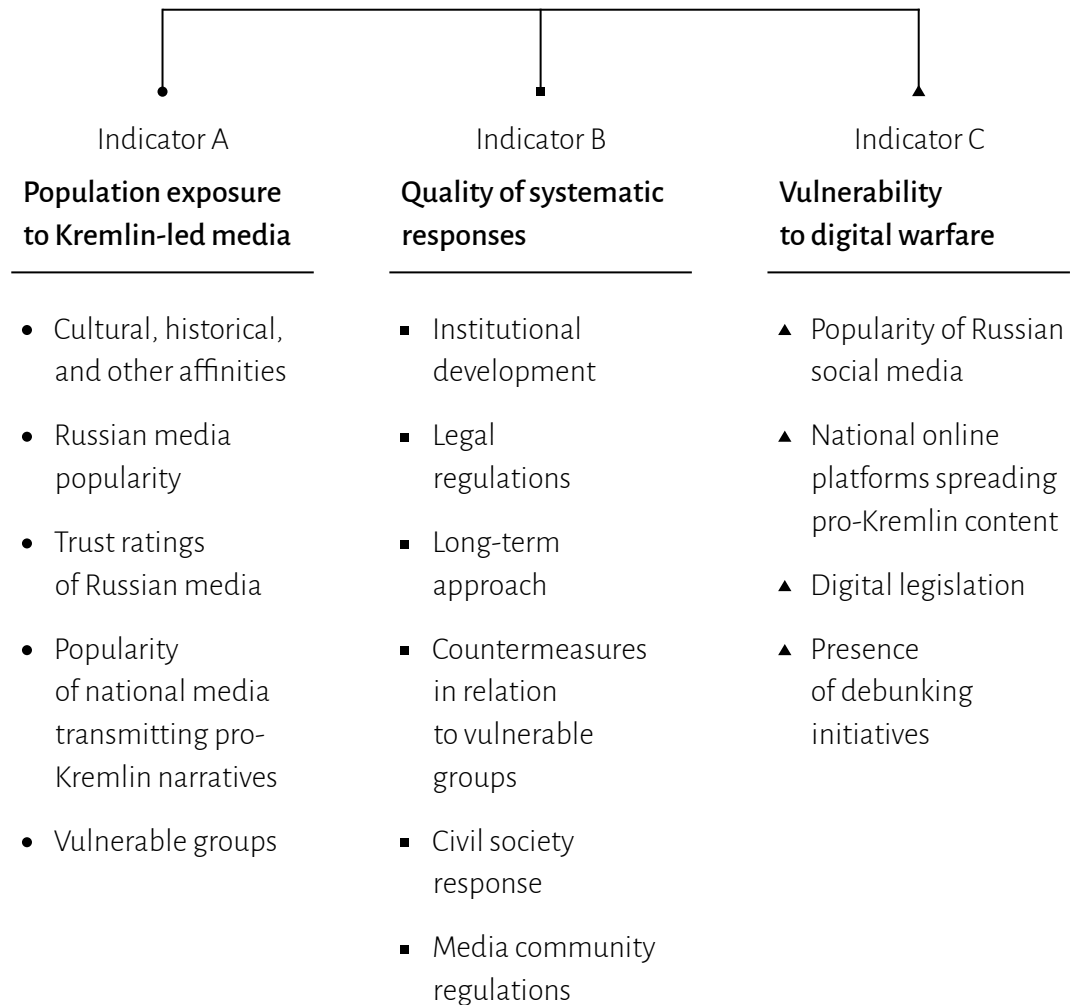 Indicator A
Population exposure
to Kremlin-led media
Cultural, historical,
and other affinities
Russian media
popularity
Trust ratings
of Russian media
Popularity
of national media
transmitting pro-
Kremlin narratives
Vulnerable groups
Indicator B
Quality of systematic
responses
Institutional
development
Legal
regulations
Long-term
approach
Countermeasures
in relation
to vulnerable
groups
Civil society
response
Media community
regulations
Indicator C
Vulnerability
to digital warfare
Popularity of Russian
social media
National online
platforms spreading
pro-Kremlin content
Digital legislation
Presence
of debunking
initiatives